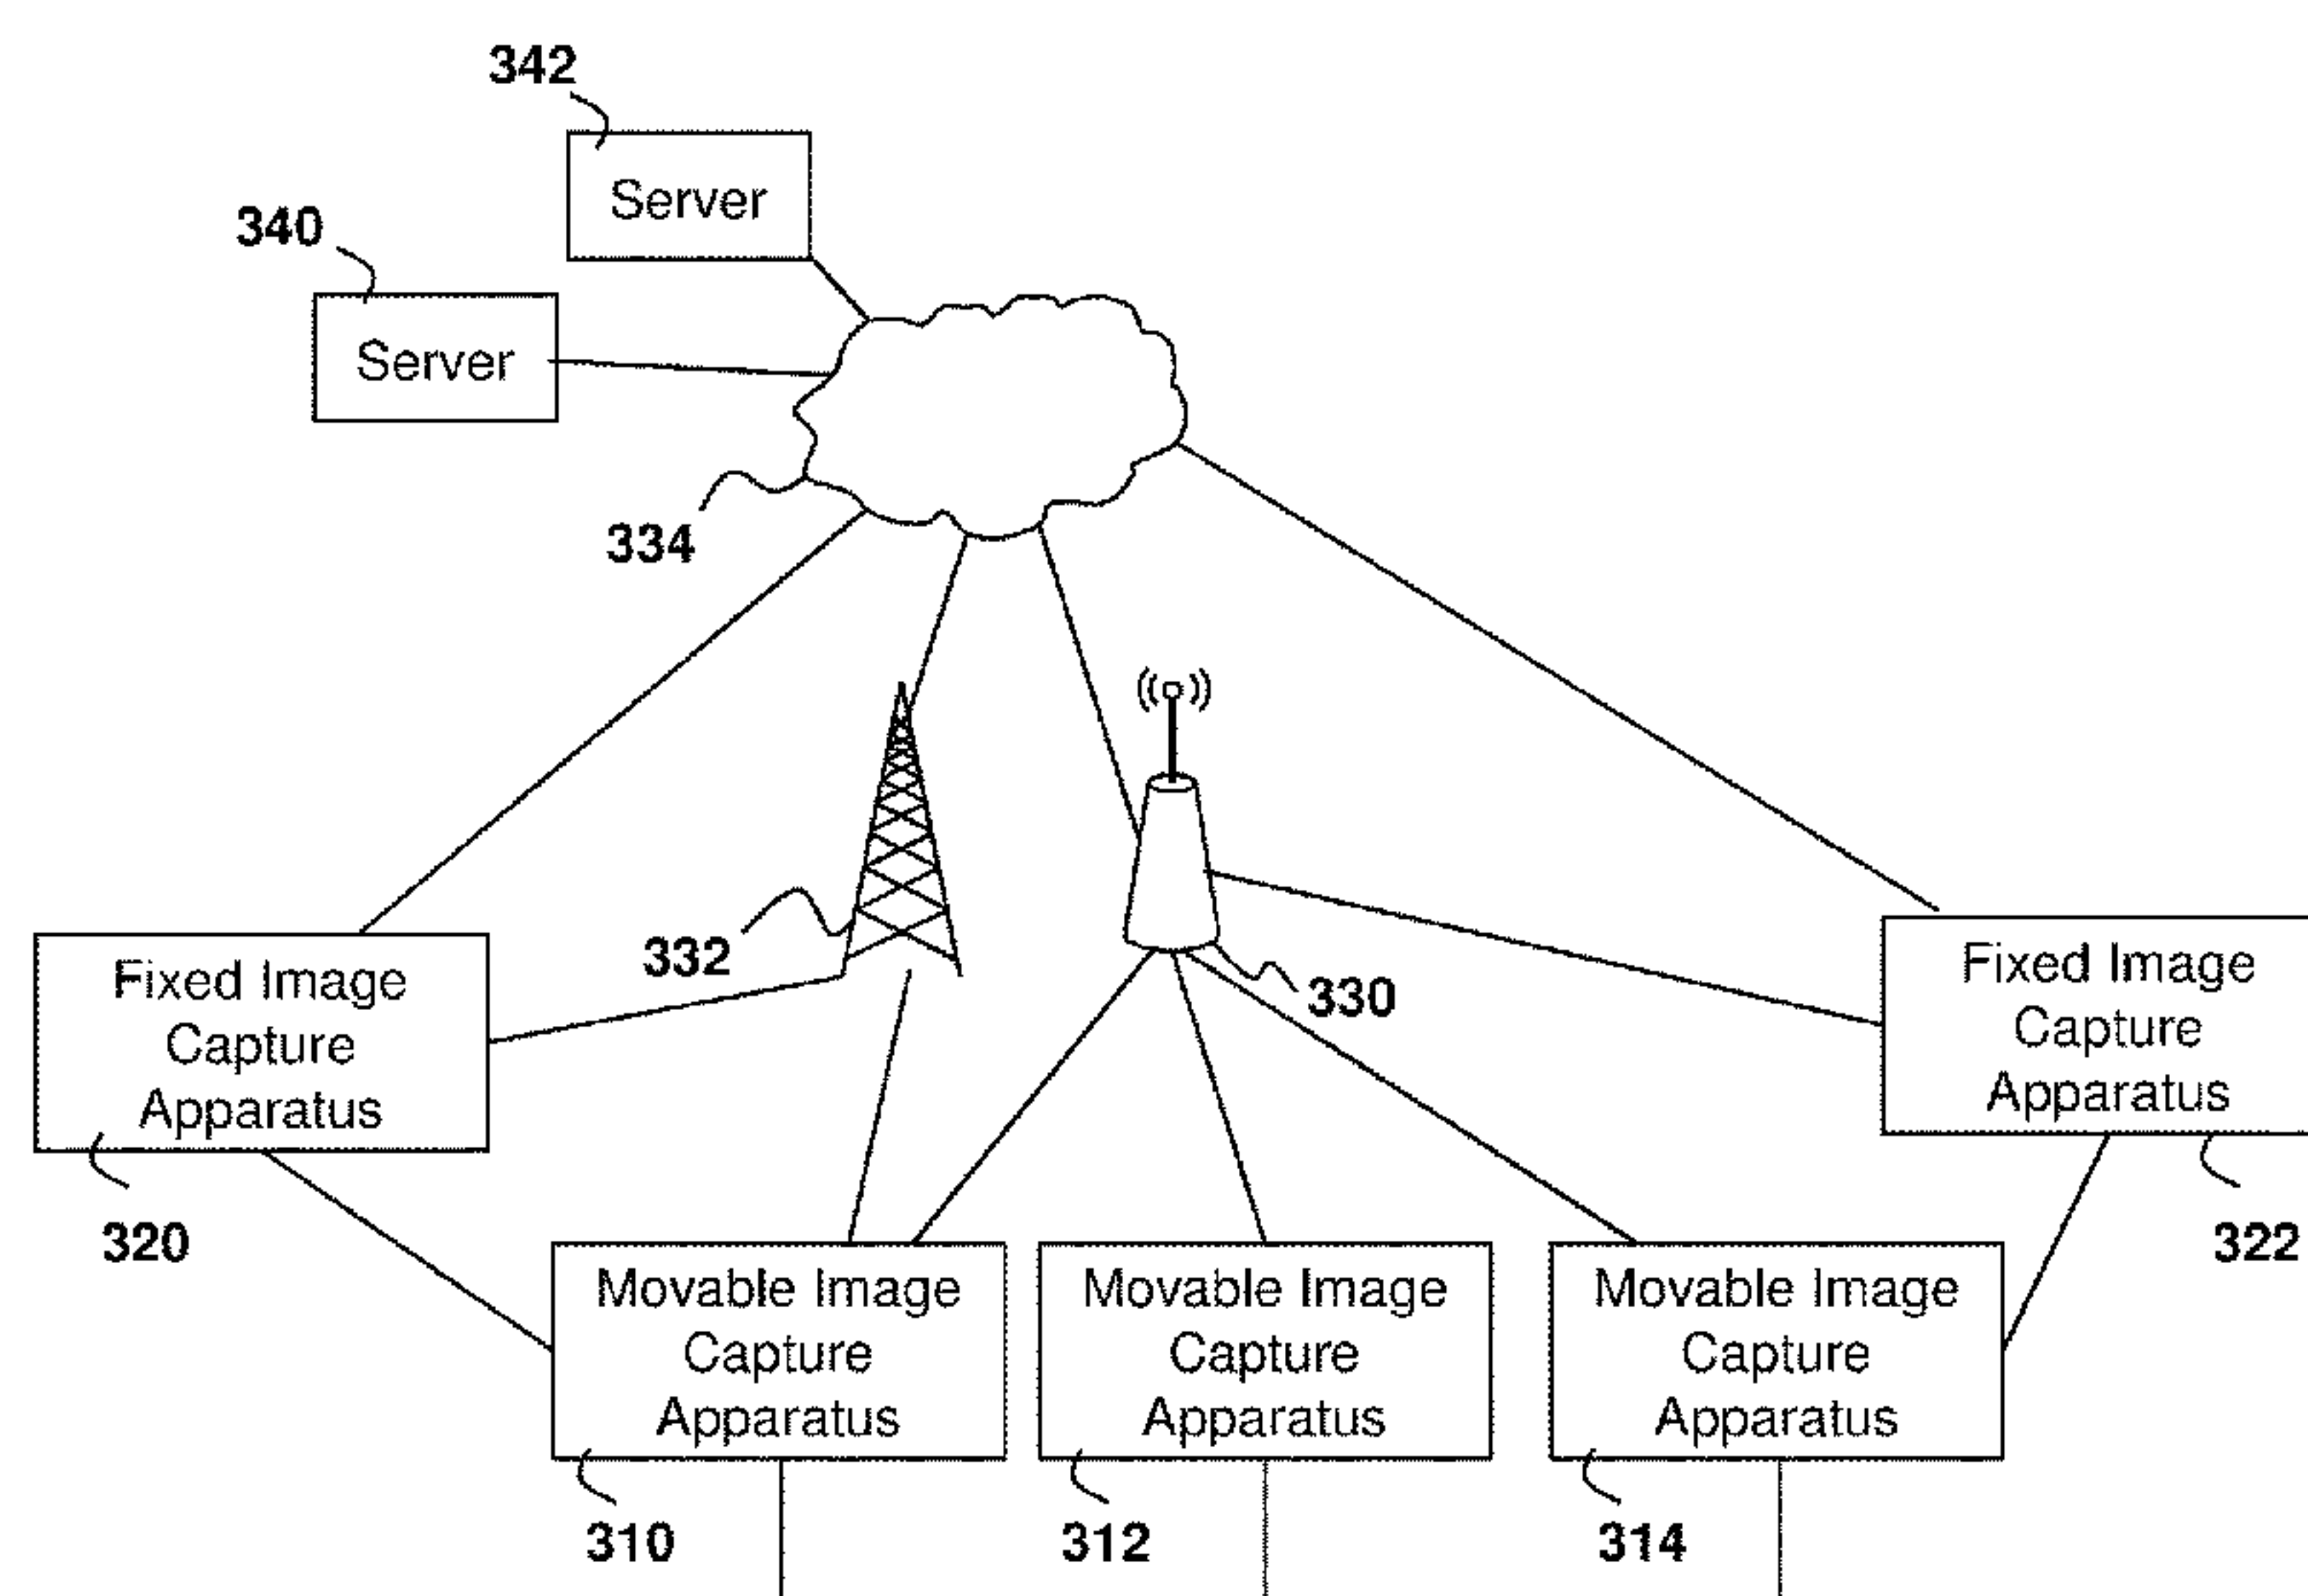 342
Server
340
Server
334
332
330
Fixed Image
Capture
Apparatus
320
Fixed Image
Capture
Apparatus
322
Movable Image
Capture
Apparatus
310
Movable Image
Capture
Apparatus
312
Movable Image
Capture
Apparatus
314